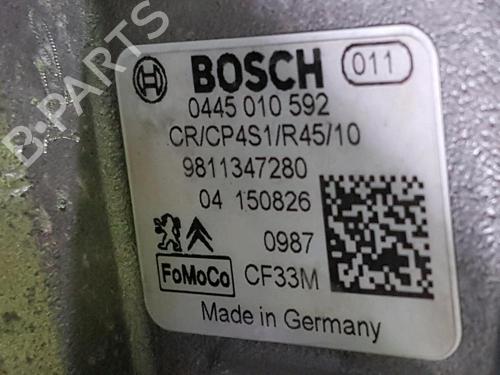 BOSCH 011
0445 010 592
CR/CP4S1/R45/10
9811347280
04 150826
0987
FoMoCo CF33M
Made in Germany
B-PARTS